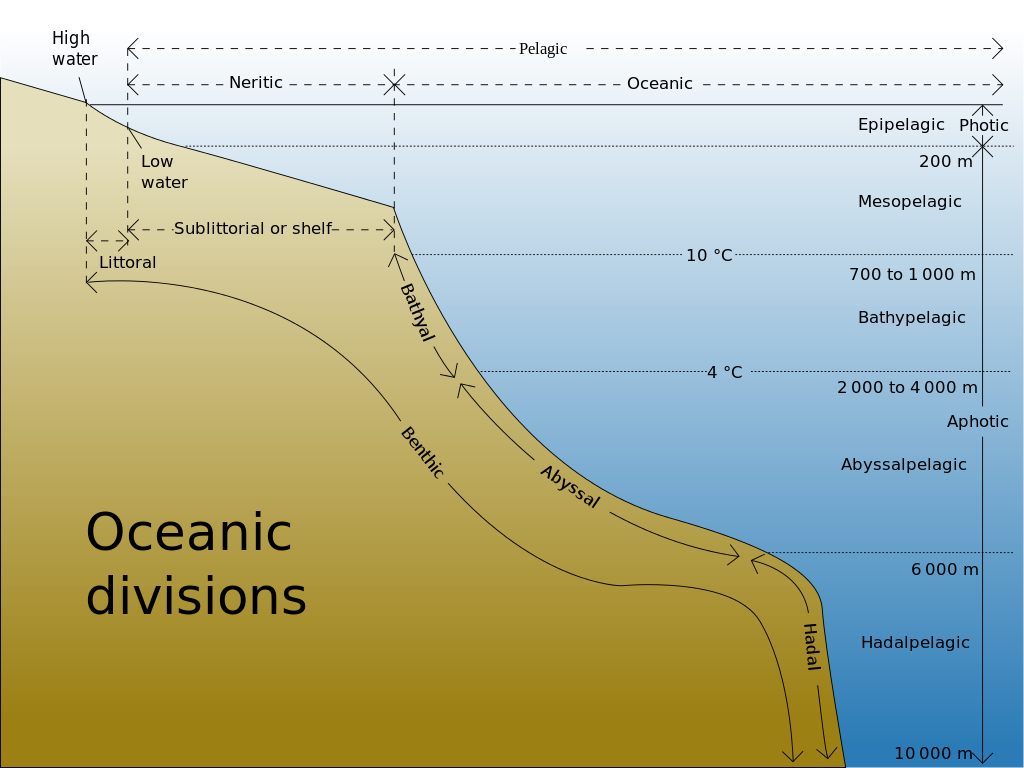 High
water
Pelagic
Neritic
Oceanic
Epipelagic
Photic
Low
water
200 m
Mesopelagic
Sublittorial or shelf
10 °C
Littoral
700 to 1 000 m
Bathyal
Bathypelagic
4 °C
2 000 to 4 000 m
Aphotic
Benthic
Abyssal
Abyssalpelagic
Oceanic
divisions
6 000 m
Hadal
Hadalpelagic
10 000 m